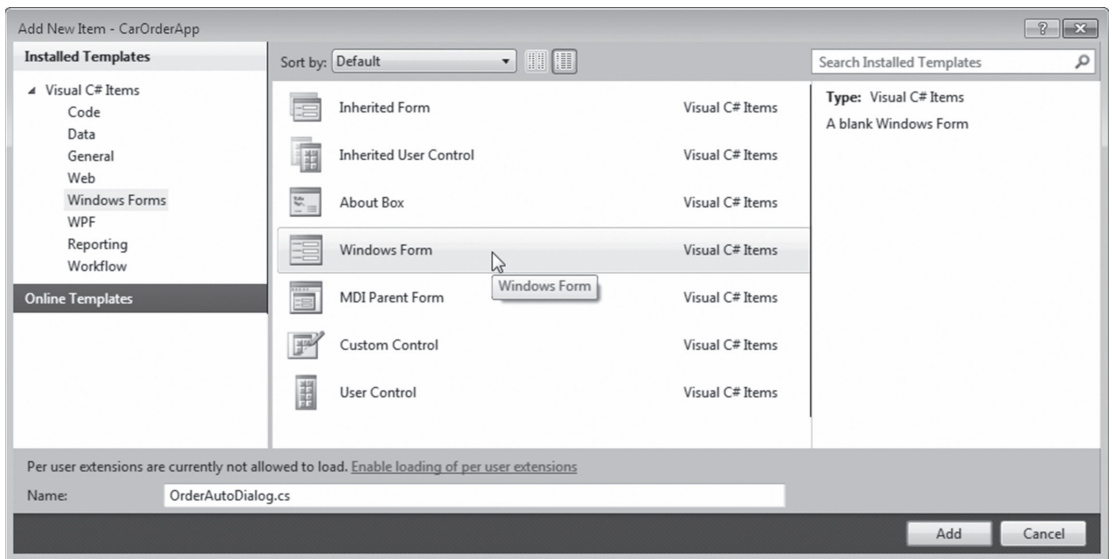 Add New Item - CarOrderApp
Installed Templates
Visual C# Items
Code
Data
General
Web
Windows Forms
WPF
Reporting
Workflow
Online Templates
Sort by: Default
Inherited Form Visual C# Items
Inherited User Control Visual C# Items
About Box Visual C# Items
Windows Form Visual C# Items
Windows Form
MDI Parent Form Visual C# Items
Custom Control Visual C# Items
User Control Visual C# Items
Search Installed Templates
Type: Visual C# Items
A blank Windows Form
Per user extensions are currently not allowed to load. Enable loading of per user extensions
Name: OrderAutoDialog.cs
Add Cancel